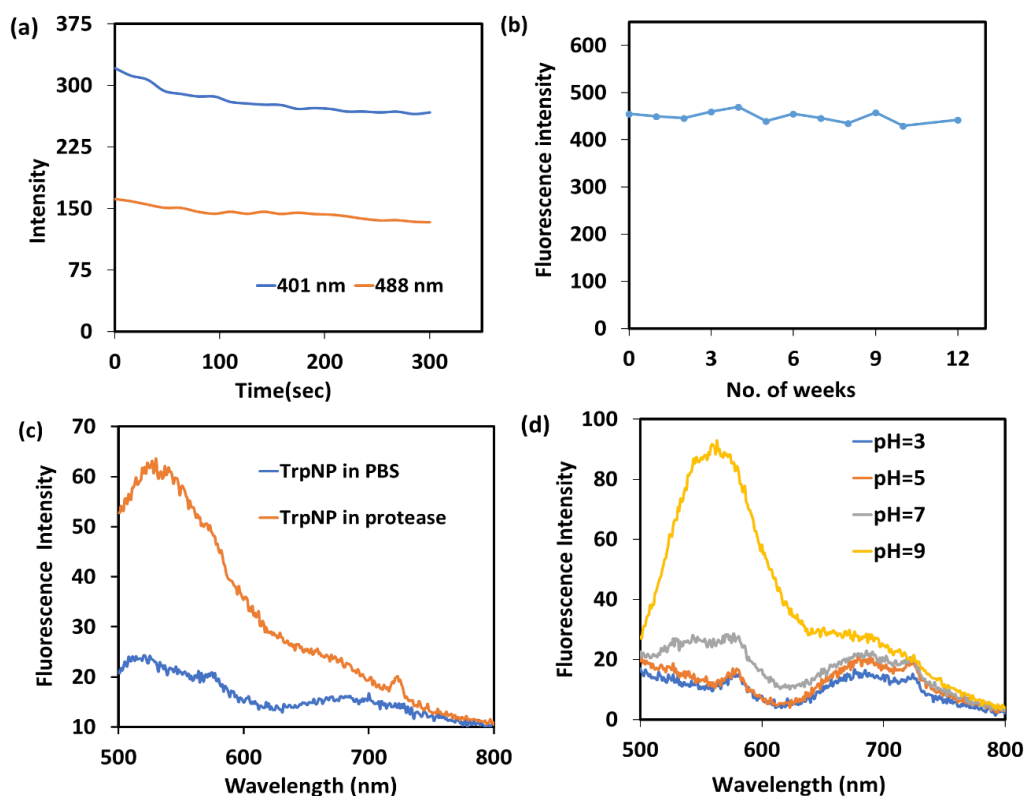 (a)
375
300
225
150
75
0
Intensity
401 nm
488 nm
0 100 200 300
Time(sec)
(b)
600
500
400
300
200
100
0
Fluorescence intensity
0 3 6 9 12
No. of weeks
(c)
70
60
50
40
30
20
10
Fluorescence Intensity
TrpNP in PBS
TrpNP in protease
500 600 700 800
Wavelength (nm)
(d)
100
80
60
40
20
0
Fluorescence Intensity
pH=3
pH=5
pH=7
pH=9
500 600 700 800
Wavelength (nm)